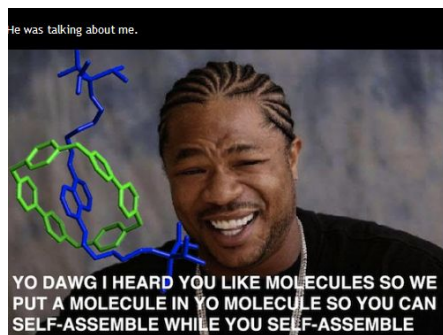 He was talking about me.
YO DAWG I HEARD YOU LIKE MOLECULES SO WE
PUT A MOLECULE IN YO MOLECULE SO YOU CAN
SELF-ASSEMBLE WHILE YOU SELF-ASSEMBLE